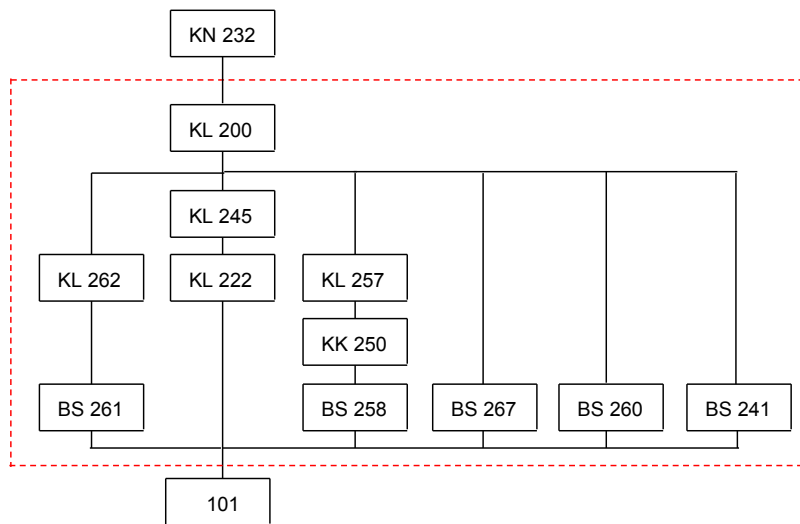 KN 232
KL 200
KL 245
KL 262
KL 222
KL 257
KK 250
BS 261
BS 258
BS 267
BS 260
BS 241
101